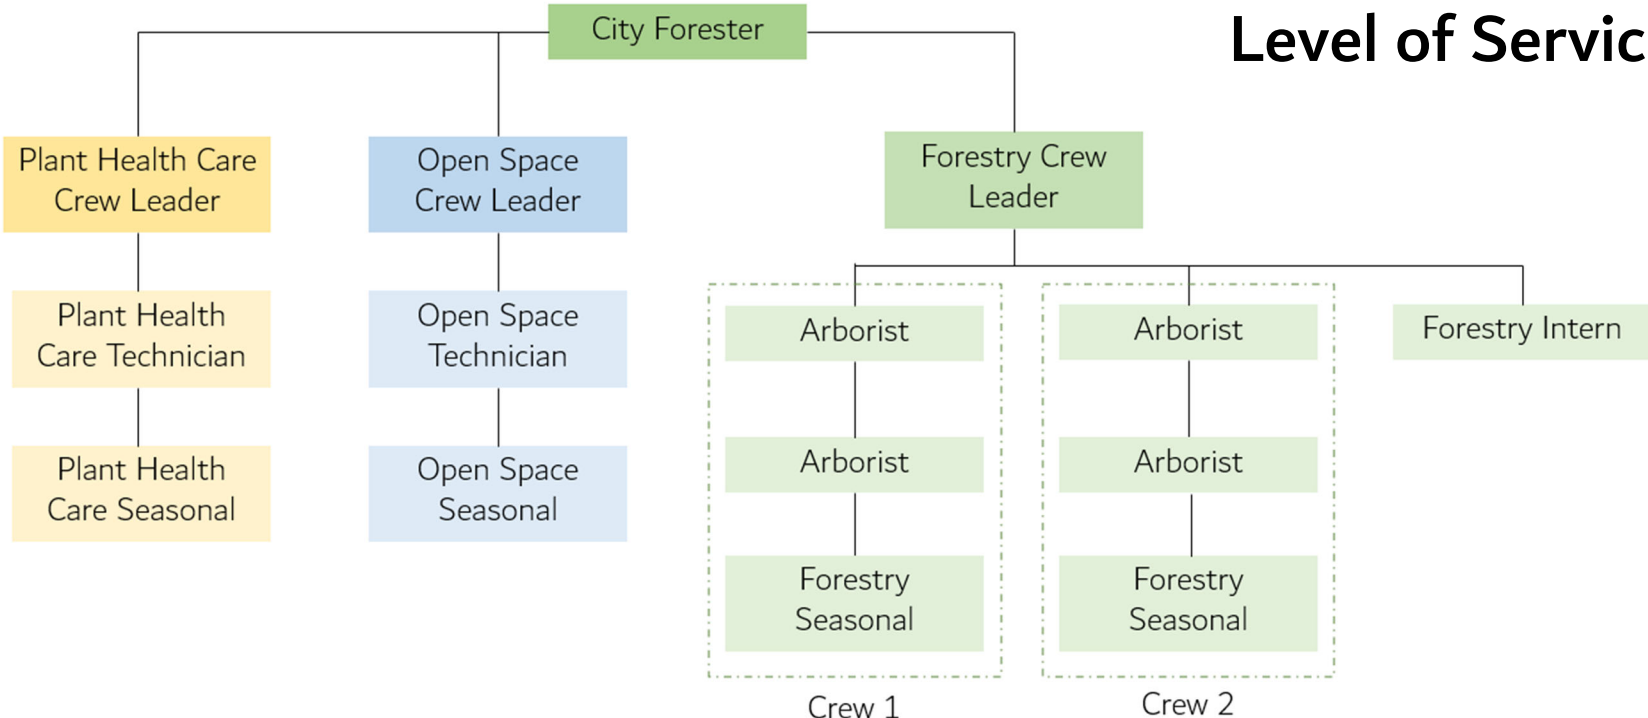 City Forester
Level of Servic
Plant Health Care
Crew Leader
Open Space
Crew Leader
Forestry Crew
Leader
Plant Health
Care Technician
Open Space
Technician
Arborist
Arborist
Forestry Intern
Plant Health
Care Seasonal
Open Space
Seasonal
Arborist
Arborist
Forestry
Seasonal
Forestry
Seasonal
Crew 1
Crew 2